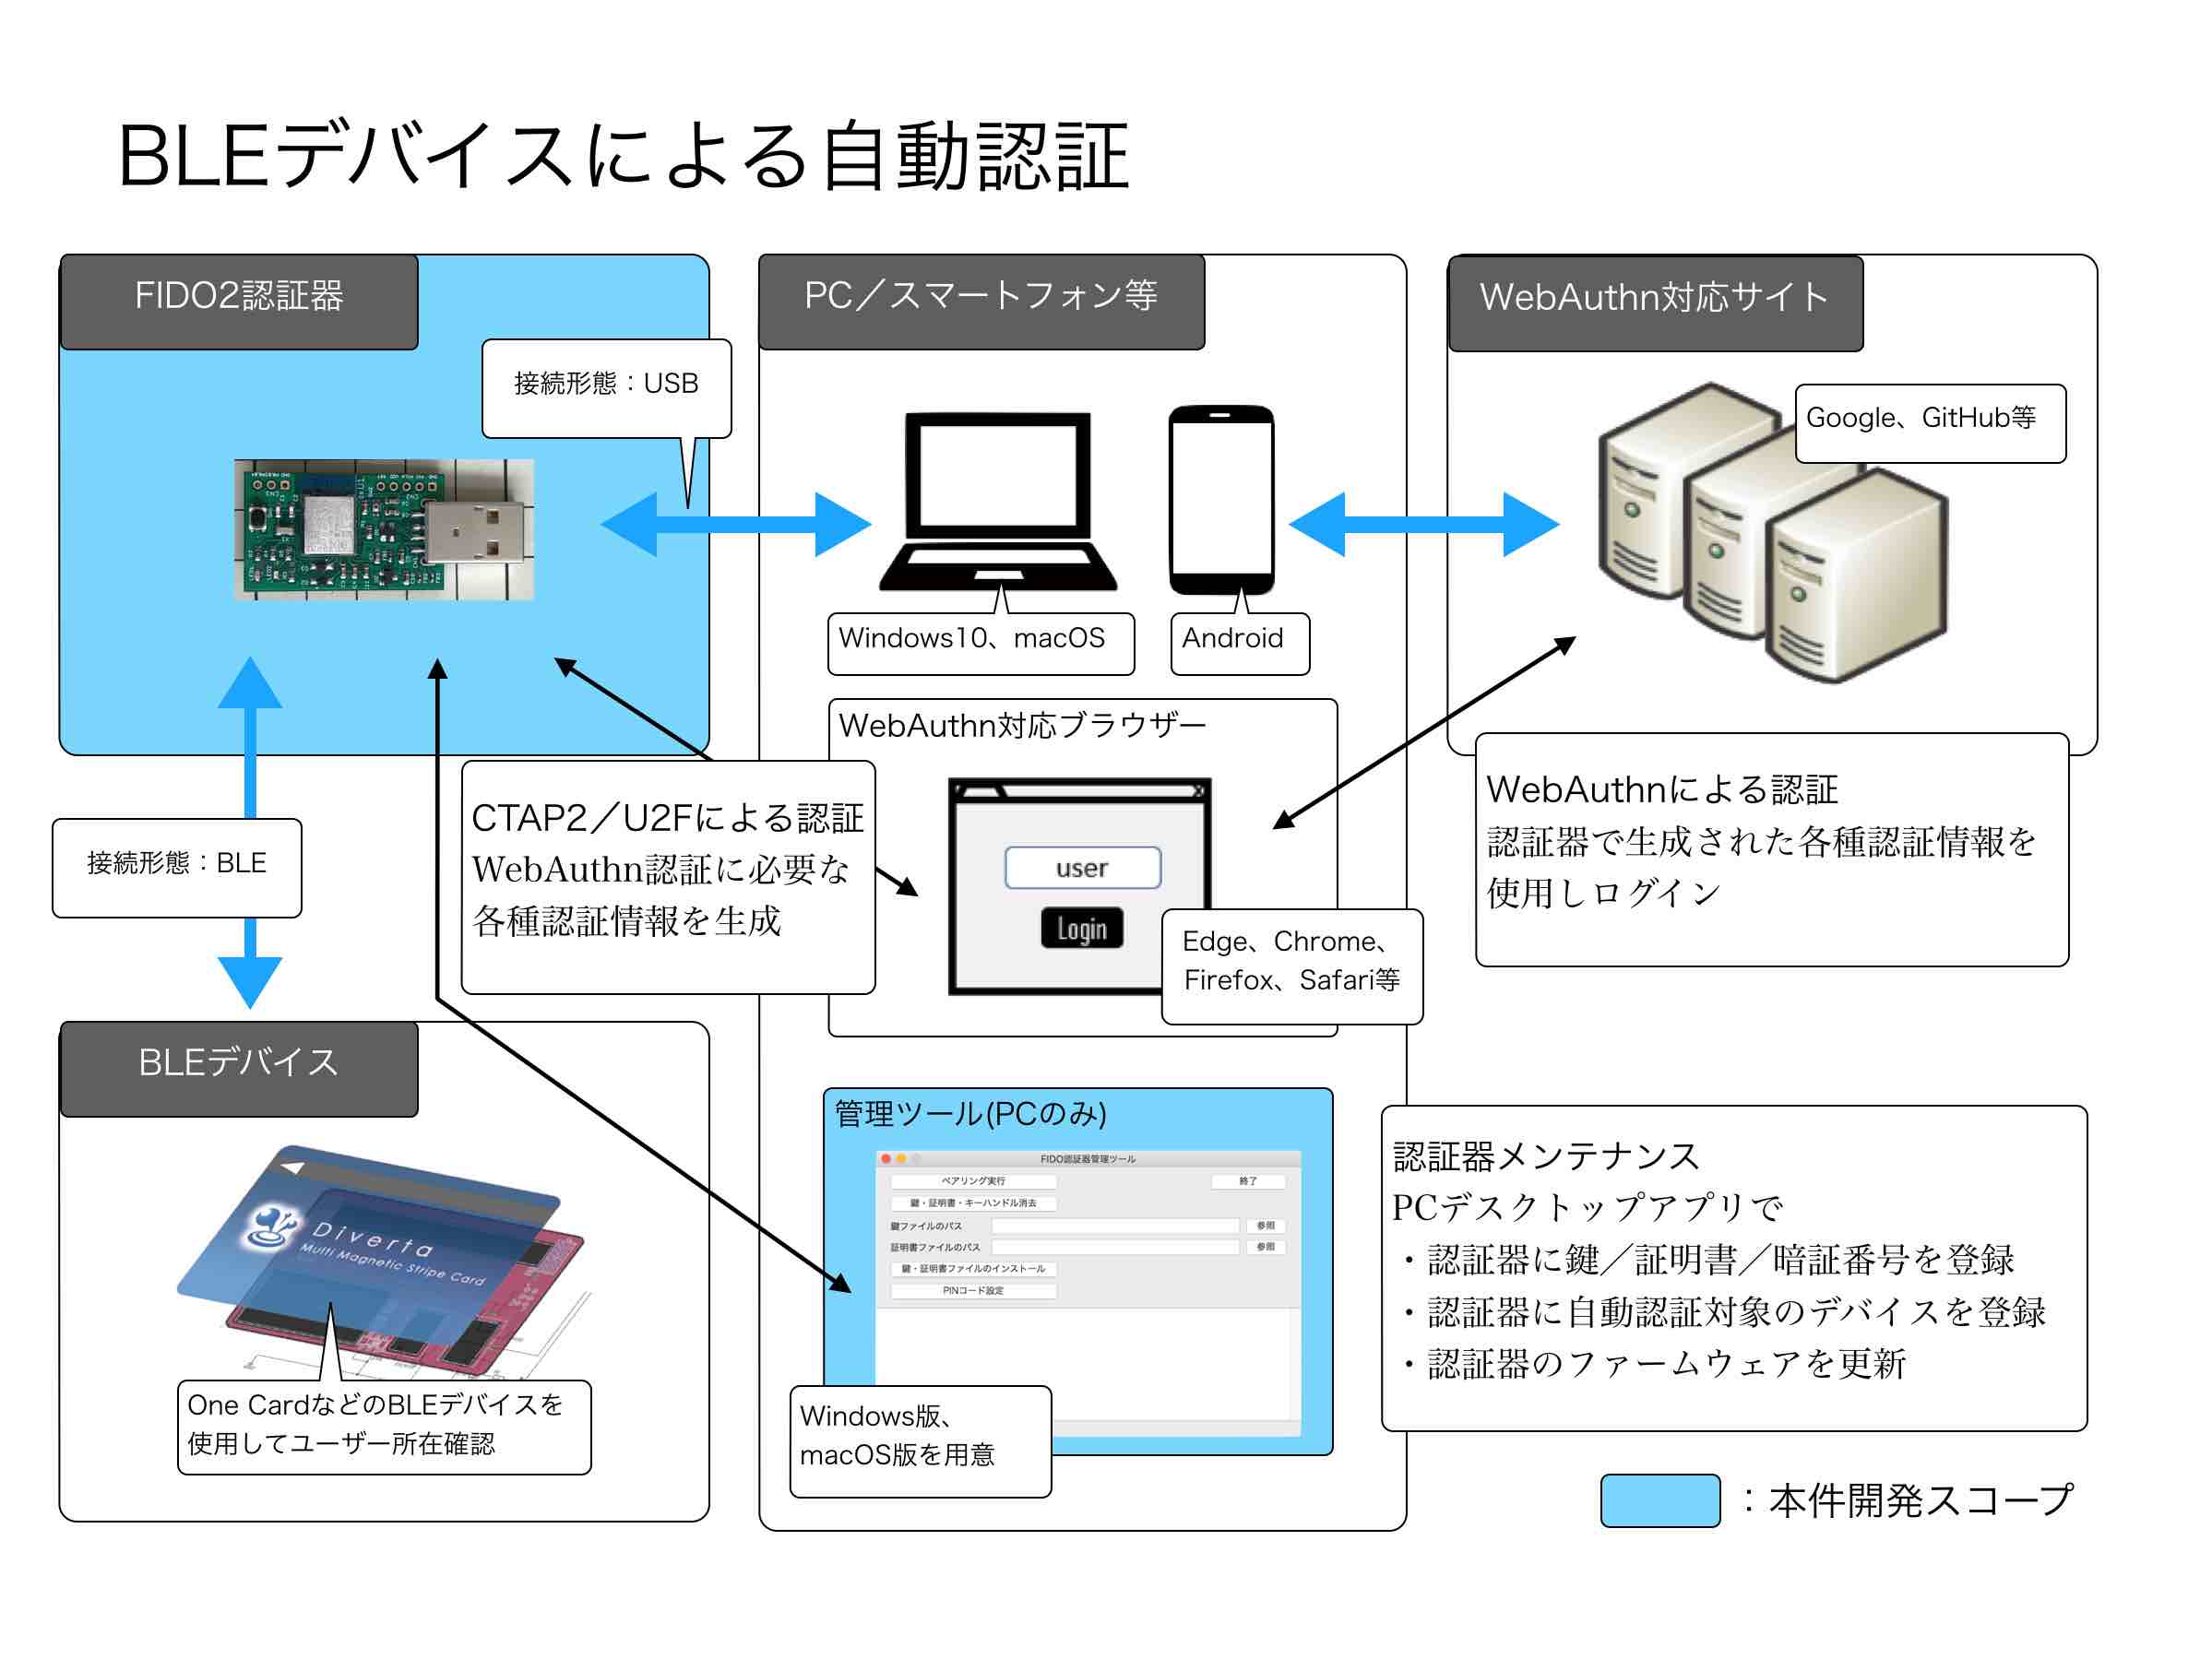 BLEデバイスによる自動認証
FIDO2認証器
接続形態：USB
PC／スマートフォン等
Windows10、macOS
Android
WebAuthn対応サイト
Google、GitHub等
WebAuthn対応ブラウザー
user
Login
Edge、Chrome、
Firefox、Safari等
CTAP2／U2Fによる認証
WebAuthn認証に必要な
各種認証情報を生成
WebAuthnによる認証
認証器で生成された各種認証情報を
使用しログイン
接続形態：BLE
BLEデバイス
Diverta
Multi Magnetic Stripe Card
One CardなどのBLEデバイスを
使用してユーザー所在確認
管理ツール(PCのみ)
FIDO認証器管理ツール
ペアリング実行
終了
鍵・証明書・キーハンドル消去
鍵ファイルのパス
参照
証明書ファイルのパス
参照
鍵・証明書ファイルのインストール
PINコード設定
Windows版、
macOS版を用意
認証器メンテナンス
PCデスクトップアプリで
・認証器に鍵／証明書／暗証番号を登録
・認証器に自動認証対象のデバイスを登録
・認証器のファームウェアを更新
：本件開発スコープ